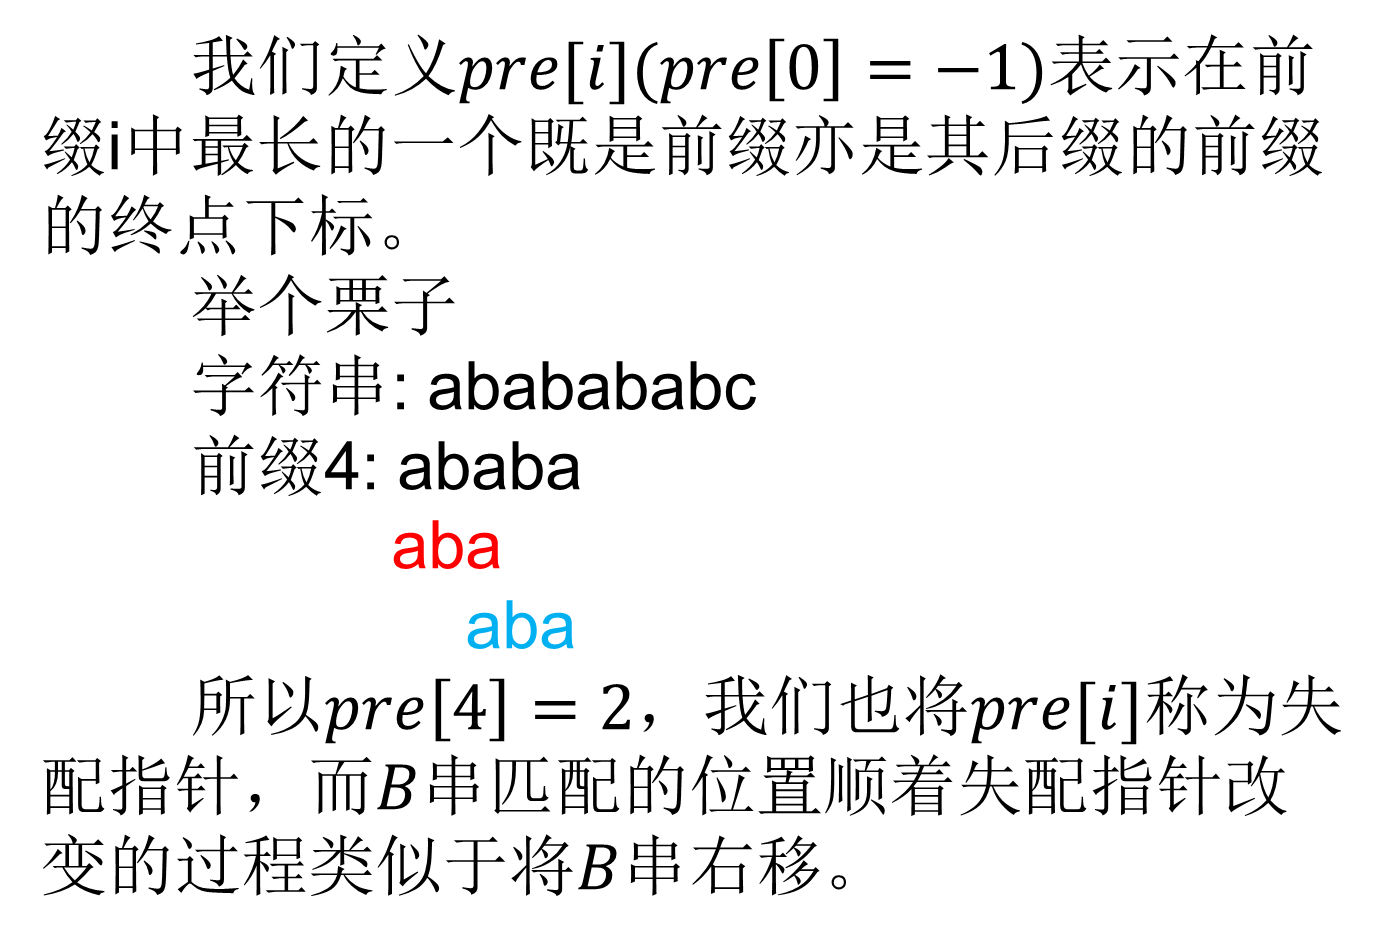 我们定义pre[i](pre[0] = −1)表示在前
缀i中最长的一个既是前缀亦是其后缀的前缀
的终点下标。
举个栗子
字符串: ababababc
前缀4: ababa
aba
aba
所以pre[4] = 2，我们也将pre[i]称为失
配指针，而B串匹配的位置顺着失配指针改
变的过程类似于将B串右移。